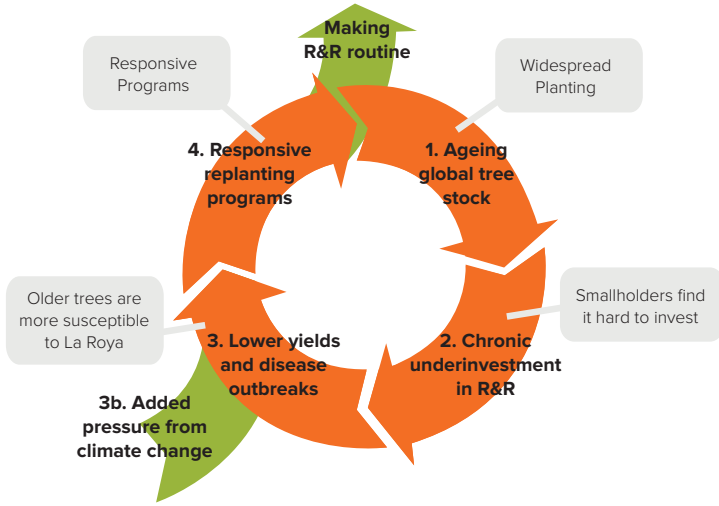 Making
R&R routine
Responsive
Programs
Widespread
Planting
4. Responsive
replanting
programs
1. Ageing
global tree
stock
Older trees are
more susceptible
to La Roya
Smallholders find
it hard to invest
3. Lower yields
and disease
outbreaks
2. Chronic
underinvestment
in R&R
3b. Added
pressure from
climate change